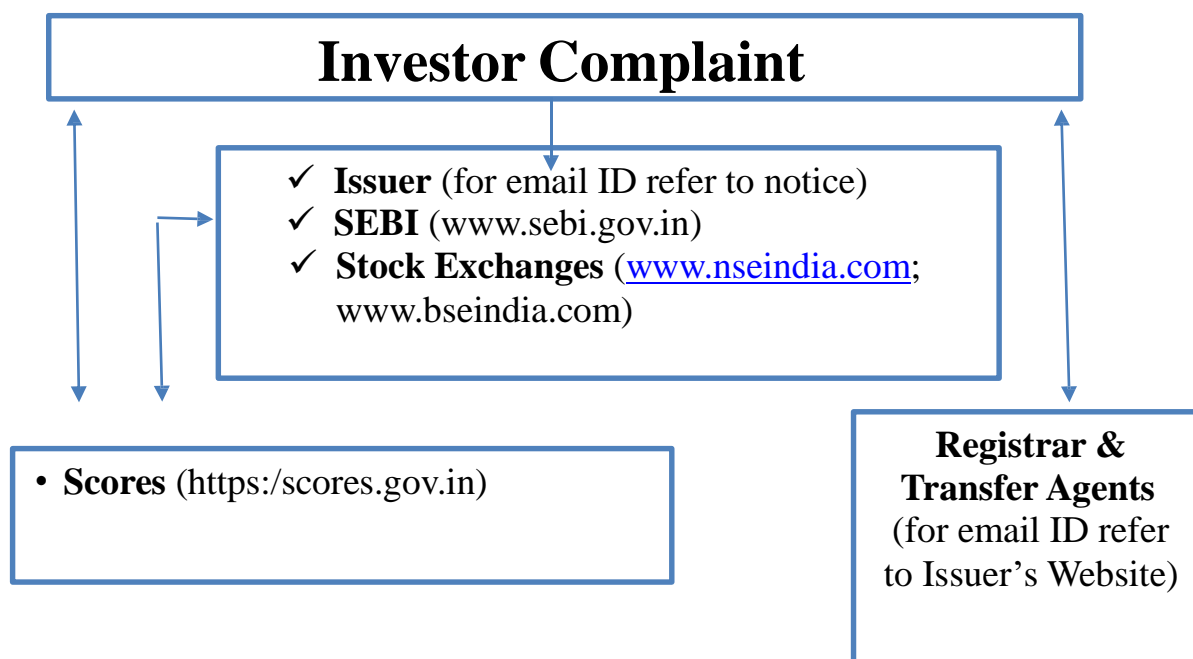 Investor Complaint
✓ Issuer (for email ID refer to notice)
✓ SEBI (www.sebi.gov.in)
✓ Stock Exchanges (www.nseindia.com;
www.bseindia.com)
• Scores (https:/scores.gov.in)
Registrar &
Transfer Agents
(for email ID refer
to Issuer’s Website)